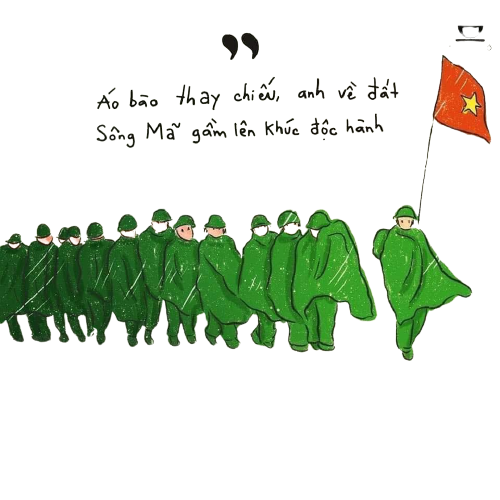 Áo bào thay chiếu, anh về đất
Sông Mã gầm lên khúc độc hành